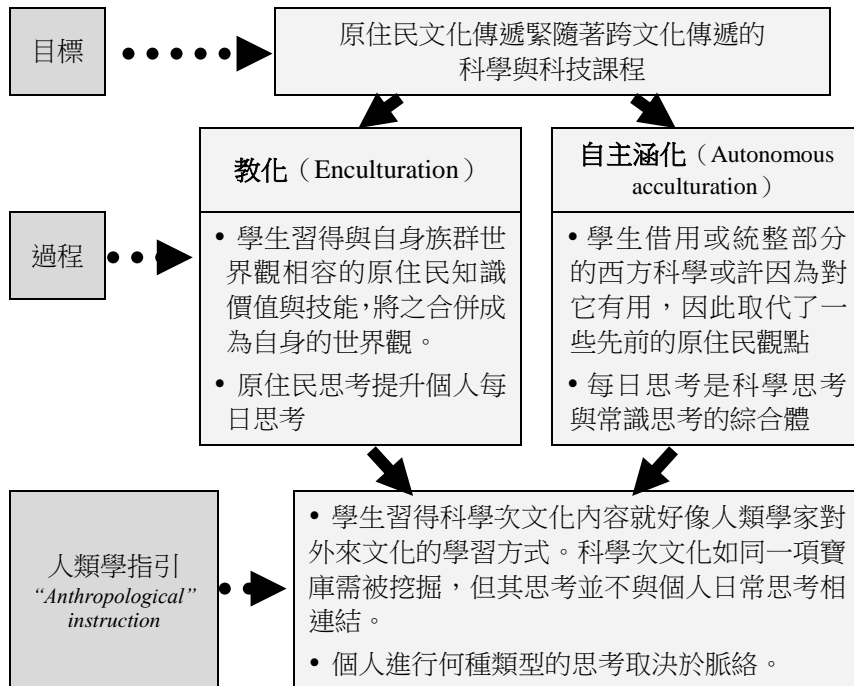 目標
原住民文化傳遞緊隨著跨文化傳遞的
科學與科技課程
教化（Enculturation）
自主涵化（Autonomous
acculturation）
過程
• 學生習得與自身族群世
界觀相容的原住民知識
價值與技能，將之合併成
為自身的世界觀。
• 原住民思考提升個人每
日思考
• 學生借用或統整部分
的西方科學或許因為對
它有用，因此取代了一
些先前的原住民觀點
• 每日思考是科學思考
與常識思考的綜合體
人類學指引
“Anthropological”
instruction
• 學生習得科學次文化內容就好像人類學家對
外來文化的學習方式。科學次文化如同一項寶
庫需被挖掘，但其思考並不與個人日常思考相
連結。
• 個人進行何種類型的思考取決於脈絡。